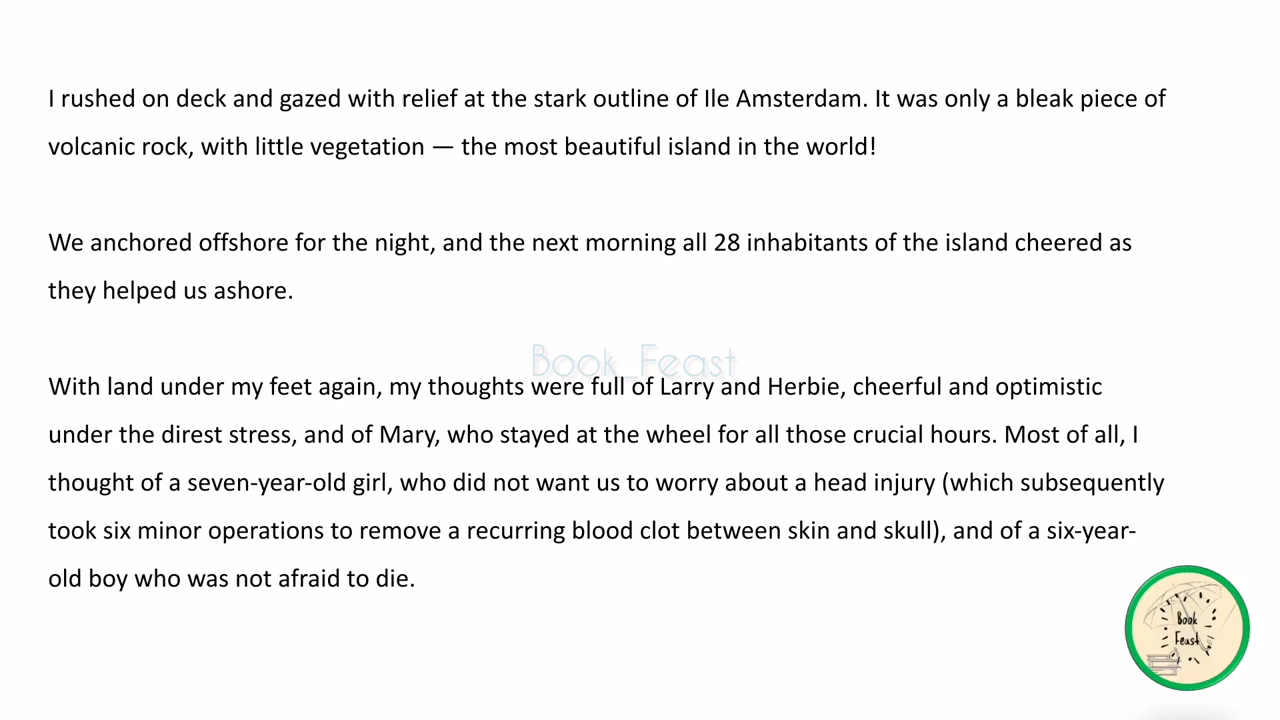 I rushed on deck and gazed with relief at the stark outline of Ile Amsterdam. It was only a bleak piece of
volcanic rock, with little vegetation — the most beautiful island in the world!
We anchored offshore for the night, and the next morning all 28 inhabitants of the island cheered as
they helped us ashore.
Book_Feast
With land under my feet again, my thoughts were full of Larry and Herbie, cheerful and optimistic
under the direst stress, and of Mary, who stayed at the wheel for all those crucial hours. Most of all, I
thought of a seven-year-old girl, who did not want us to worry about a head injury (which subsequently
took six minor operations to remove a recurring blood clot between skin and skull), and of a six-year-
old boy who was not afraid to die.
Book
Feast